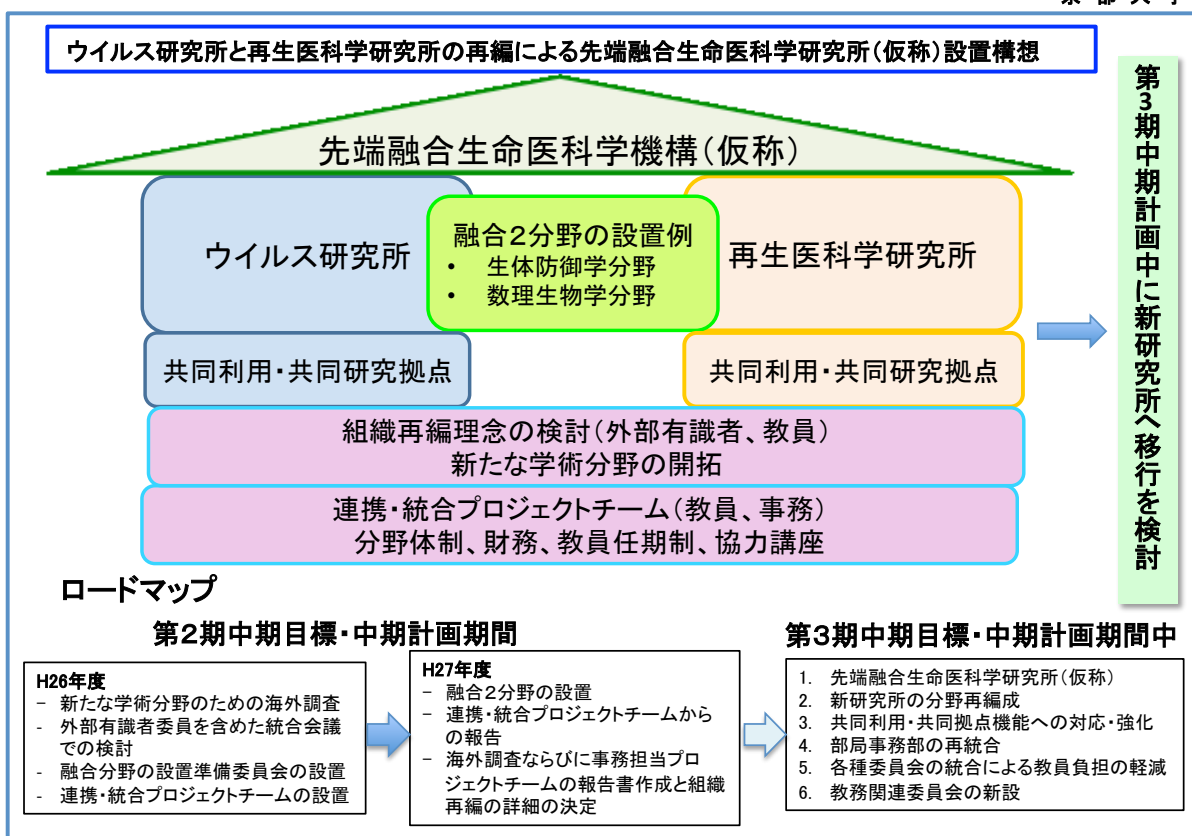 ウイルス研究所と再生医科学研究所の再編による先端融合生命医科学研究所(仮称)設置構想
先端融合生命医科学機構(仮称)
ウイルス研究所
融合2分野の設置例
• 生体防御学分野
• 数理生物学分野
再生医科学研究所
共同利用・共同研究拠点
共同利用・共同研究拠点
組織再編理念の検討(外部有識者、教員)
新たな学術分野の開拓
連携・統合プロジェクトチーム(教員、事務)
分野体制、財務、教員任期制、協力講座
第3期中期計画中に新研究所へ移行を検討
ロードマップ
第2期中期目標・中期計画期間
H26年度
- 新たな学術分野のための海外調査
- 外部有識者委員を含めた統合会議
での検討
- 融合分野の設置準備委員会の設置
- 連携・統合プロジェクトチームの設置
H27年度
- 融合2分野の設置
- 連携・統合プロジェクトチームから
の報告
- 海外調査ならびに事務担当プロ
ジェクトチームの報告書作成と組織
再編の詳細の決定
第3期中期目標・中期計画期間中
1. 先端融合生命医科学研究所(仮称)
2. 新研究所の分野再編成
3. 共同利用・共同拠点機能への対応・強化
4. 部局事務部の再統合
5. 各種委員会の統合による教員負担の軽減
6. 教務関連委員会の新設